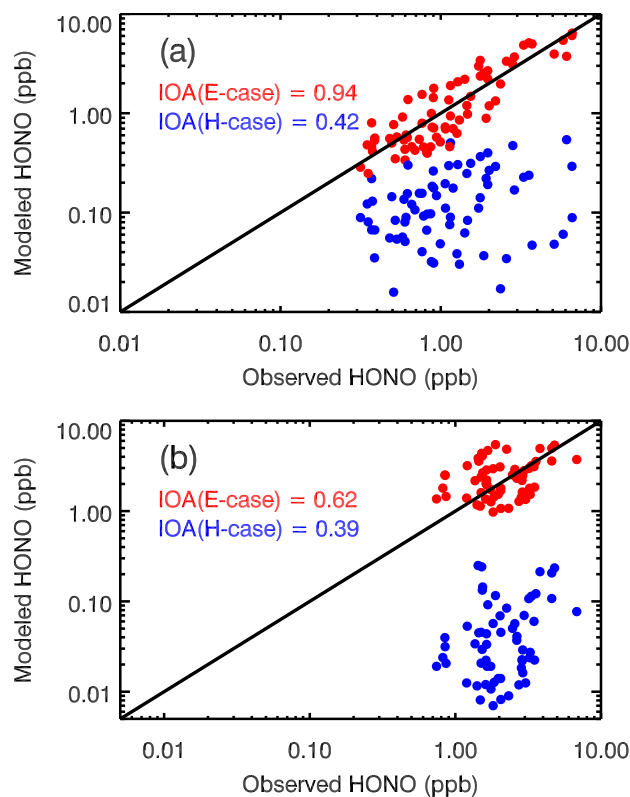 (a)
IOA(E-case) = 0.94
IOA(H-case) = 0.42
Modeled HONO (ppb)
10.00
1.00
0.10
0.01
0.01 0.10 1.00 10.00
Observed HONO (ppb)
(b)
IOA(E-case) = 0.62
IOA(H-case) = 0.39
Modeled HONO (ppb)
10.00
1.00
0.10
0.01
0.01 0.10 1.00 10.00
Observed HONO (ppb)